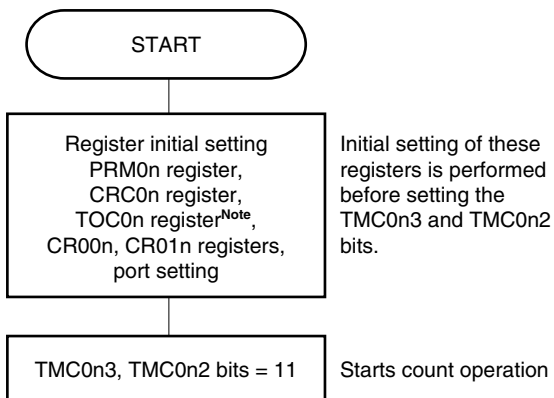 START
Register initial setting
PRM0n register,
CRC0n register,
TOC0n registerNote,
CR00n, CR01n registers,
port setting
Initial setting of these
registers is performed
before setting the
TMC0n3 and TMC0n2
bits.
TMC0n3, TMC0n2 bits = 11
Starts count operation